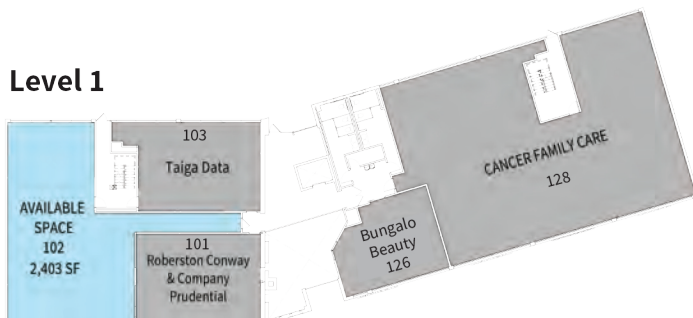 Level 1
103
Taiga Data
CANCER FAMILY CARE
128
AVAILABLE
SPACE
102
2,403 SF
101
Roberston Conway
& Company
Prudential
Bungalo
Beauty
126